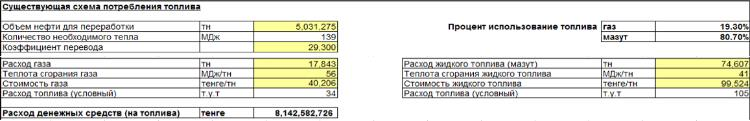 Существующая схема потребления топлива
Объем нефти для переработки тн 5,031,275 Процент использование топлива газ 19.30%
Количество необходимого тепла МДж 139 мазут 80.70%
Коэффициент перевода 29,300
Расход газа тн 17,843 Расход жидкого топлива (мазут) тн 74,607
Теплота сгорания газа МДж/тн 56 Теплота сгорания жидкого топлива МДж/тн 41
Стоимость газа тенге/тн 40,206 Стоимость жидкого топлива тенге/тн 99,524
Расход топлива (условный) т.у.т 34 Расход топлива (условный) т.у.т 105
Расход денежных средств (на топлива) тенге 8,142,582,726